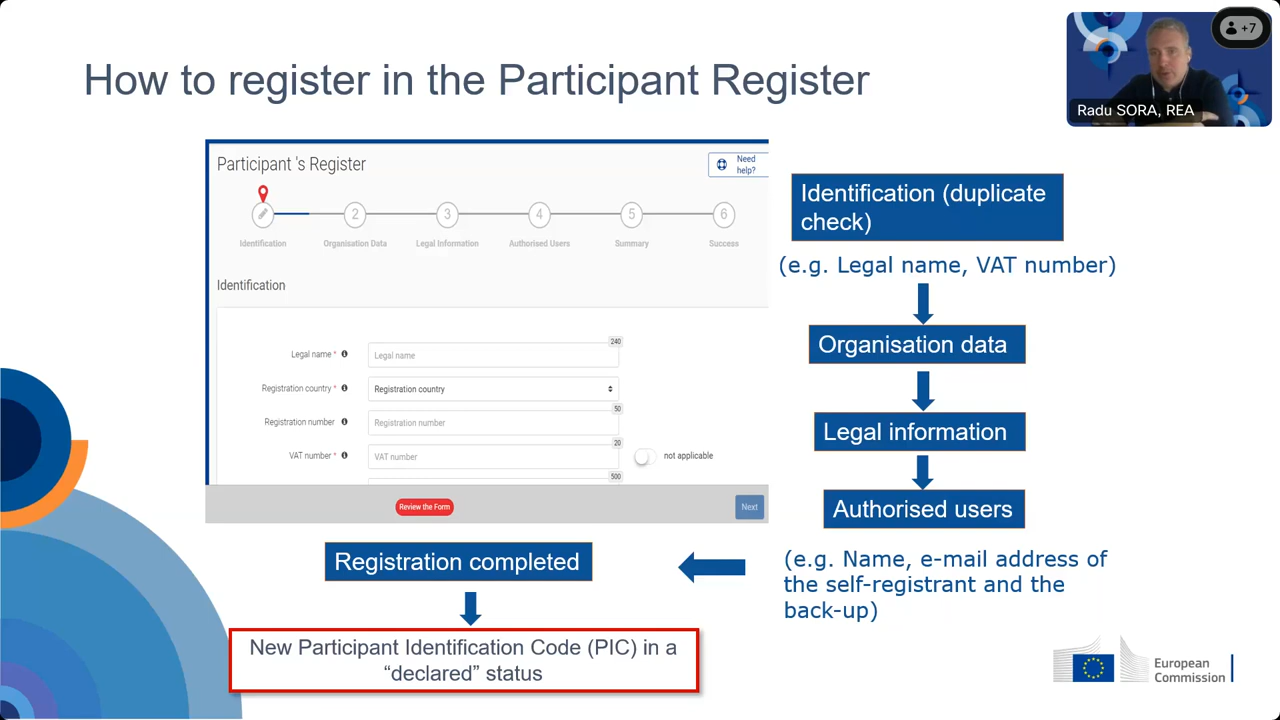 How to register in the Participant Register
+7
Radu SORA, REA
Participant 's Register
Need
help?
2
3
4
5
6
Identification
Organisation Data
Legal Information
Authorised Users
Summary
Success
Identification
240
Legal name *
Legal name
Registration country *
Registration country
50
Registration number
Registration number
20
VAT number *
VAT number
not applicable
500
Review the Form
Next
Identification (duplicate
check)
(e.g. Legal name, VAT number)
Organisation data
Legal information
Authorised users
(e.g. Name, e-mail address of
the self-registrant and the
back-up)
Registration completed
New Participant Identification Code (PIC) in a
“declared” status
European
Commission